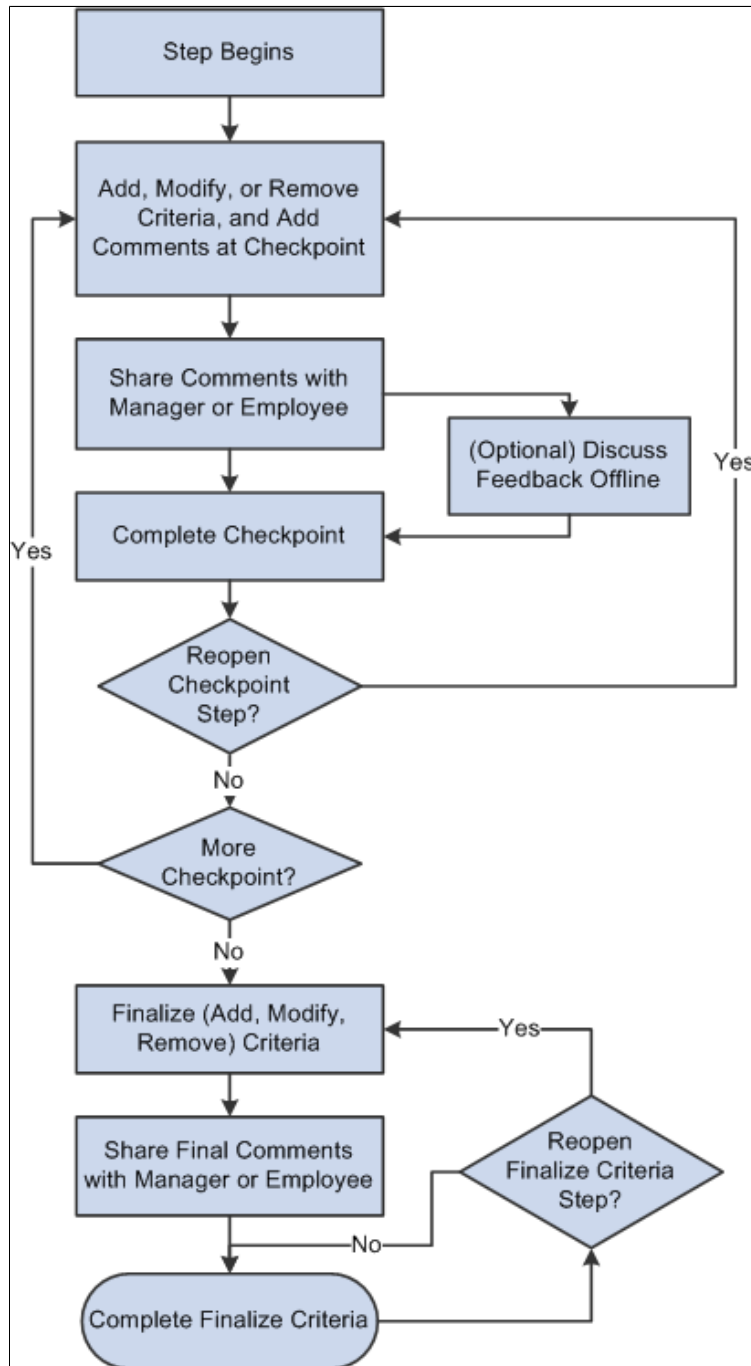 Step Begins
Add, Modify, or Remove
Criteria, and Add
Comments at Checkpoint
Share Comments with
Manager or Employee
(Optional) Discuss
Feedback Offline
Yes
Complete Checkpoint
Yes
Reopen
Checkpoint
Step?
No
More
Checkpoint?
No
Finalize (Add, Modify,
Remove) Criteria
Yes
Share Final Comments
with Manager or Employee
Reopen
Finalize Criteria
Step?
No
Complete Finalize Criteria